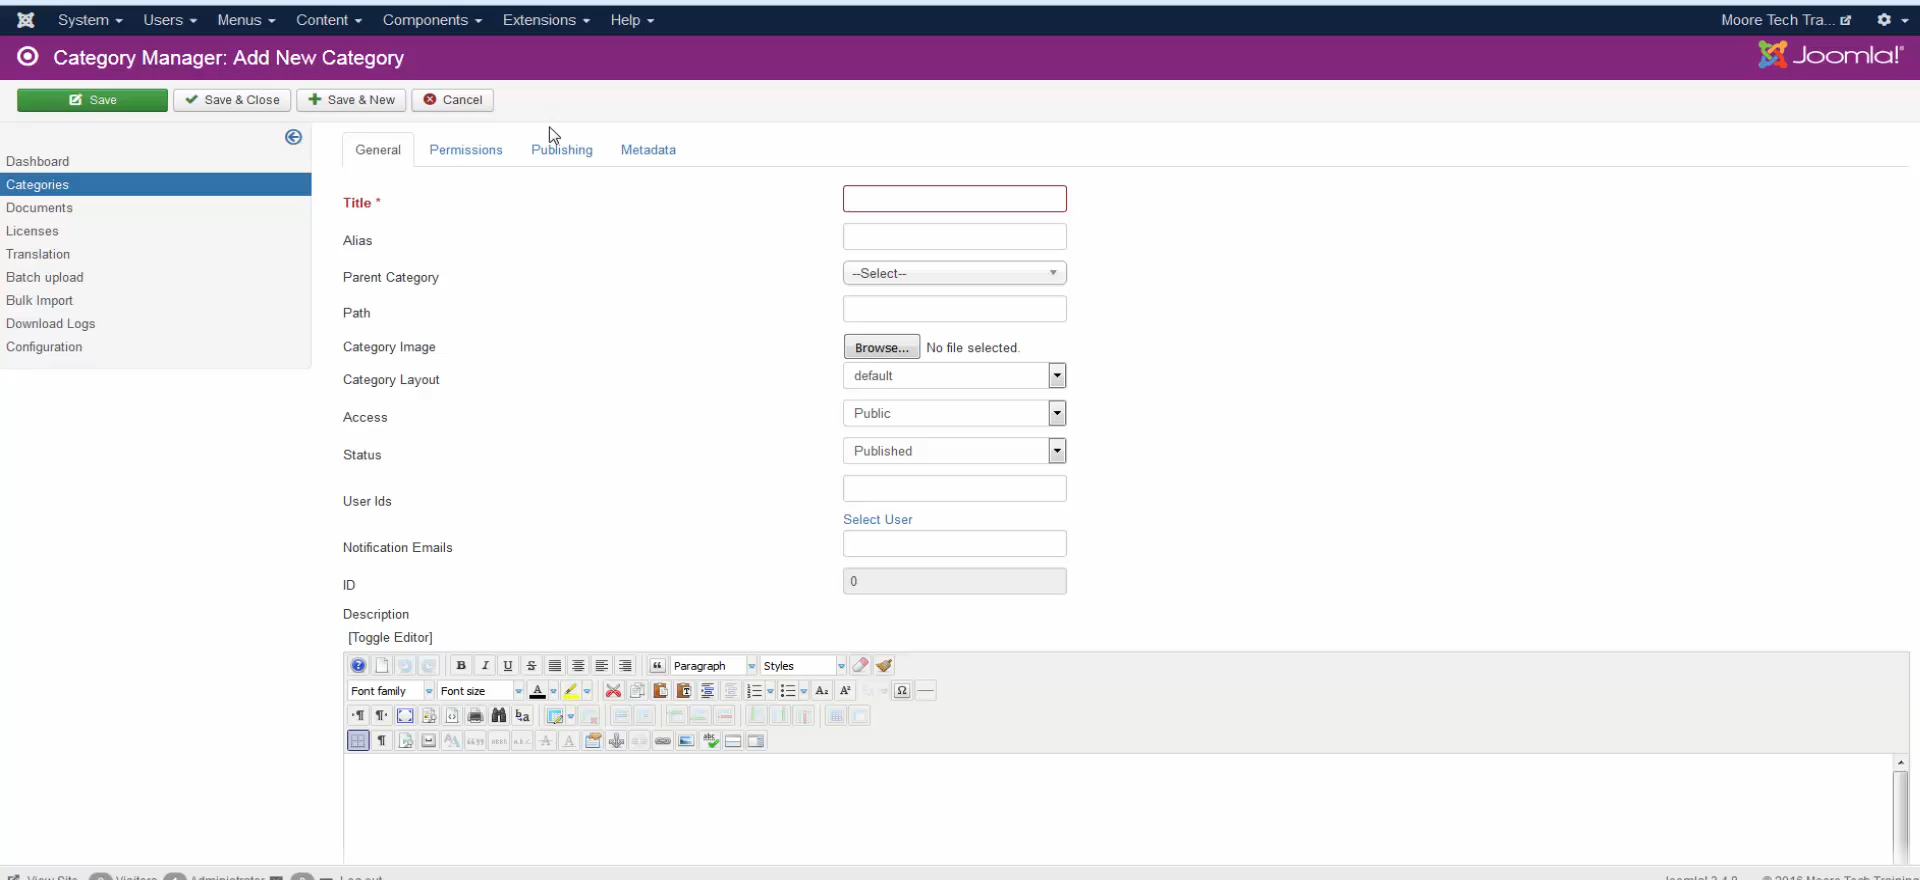 System Users Menus Content Components Extensions Help Moore Tech Tra...
Category Manager: Add New Category Joomla!®
Save Save & Close Save & New Cancel
General Permissions Publishing Metadata
Dashboard
Categories
Documents
Licenses
Translation
Batch upload
Bulk Import
Download Logs
Configuration
Title *
Alias
Parent Category --Select--
Path
Category Image Browse... No file selected.
Category Layout default
Access Public
Status Published
User Ids
Select User
Notification Emails
ID 0
Description
[Toggle Editor]
Paragraph Styles
Font family Font size
View Site Visitors Administrator Log out Joomla! 3.4.8 © 2016 Moore Tech Training